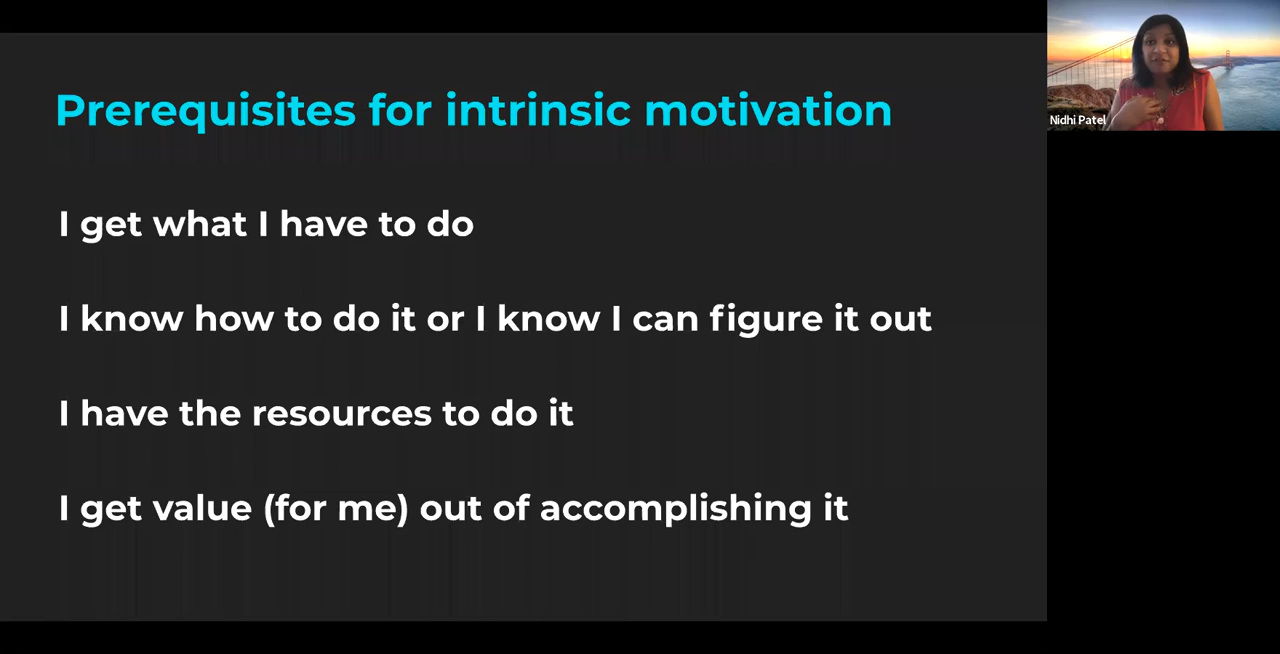 Prerequisites for intrinsic motivation
I get what I have to do
I know how to do it or I know I can figure it out
I have the resources to do it
I get value (for me) out of accomplishing it
Nidhi Patel